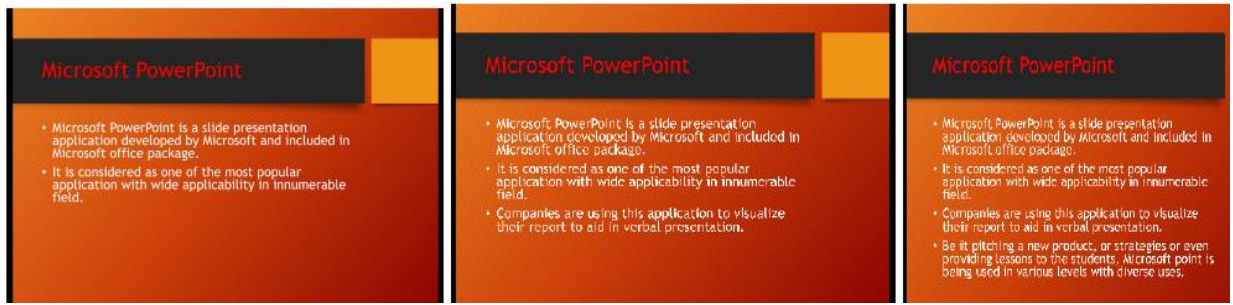 Microsoft PowerPoint
• Microsoft PowerPoint is a slide presentation
application developed by Microsoft and included in
Microsoft office package.
• It is considered as one of the most popular
application with wide applicability in innumerable
field.
Microsoft PowerPoint
• Microsoft PowerPoint is a slide presentation
application developed by Microsoft and included in
Microsoft office package.
• It is considered as one of the most popular
application with wide applicability in innumerable
field.
• Companies are using this application to visualize
their report to aid in verbal presentation.
Microsoft PowerPoint
• Microsoft PowerPoint is a slide presentation
application developed by Microsoft and included in
Microsoft office package.
• It is considered as one of the most popular
application with wide applicability in innumerable
field.
• Companies are using this application to visualize
their report to aid in verbal presentation.
• Be it pitching a new product, or strategies or even
providing lessons to the students, Microsoft point is
being used in various levels with diverse uses.